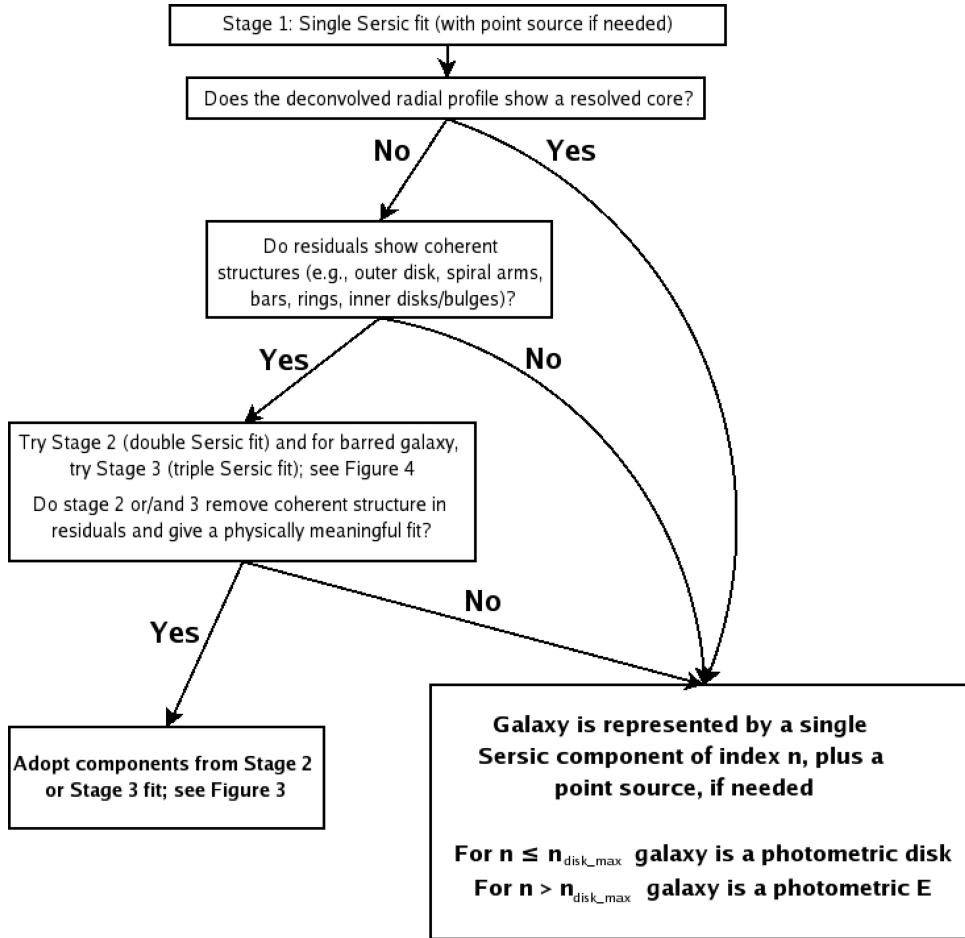 Stage 1: Single Sersic fit (with point source if needed)
Does the deconvolved radial profile show a resolved core?
No
Yes
Do residuals show coherent
structures (e.g., outer disk, spiral arms,
bars, rings, inner disks/bulges)?
Yes
No
Try Stage 2 (double Sersic fit) and for barred galaxy,
try Stage 3 (triple Sersic fit); see Figure 4
Do stage 2 or/and 3 remove coherent structure in
residuals and give a physically meaningful fit?
Yes
No
Adopt components from Stage 2
or Stage 3 fit; see Figure 3
Galaxy is represented by a single
Sersic component of index n, plus a
point source, if needed
For n ≤ n_disk_max galaxy is a photometric disk
For n > n_disk_max galaxy is a photometric E